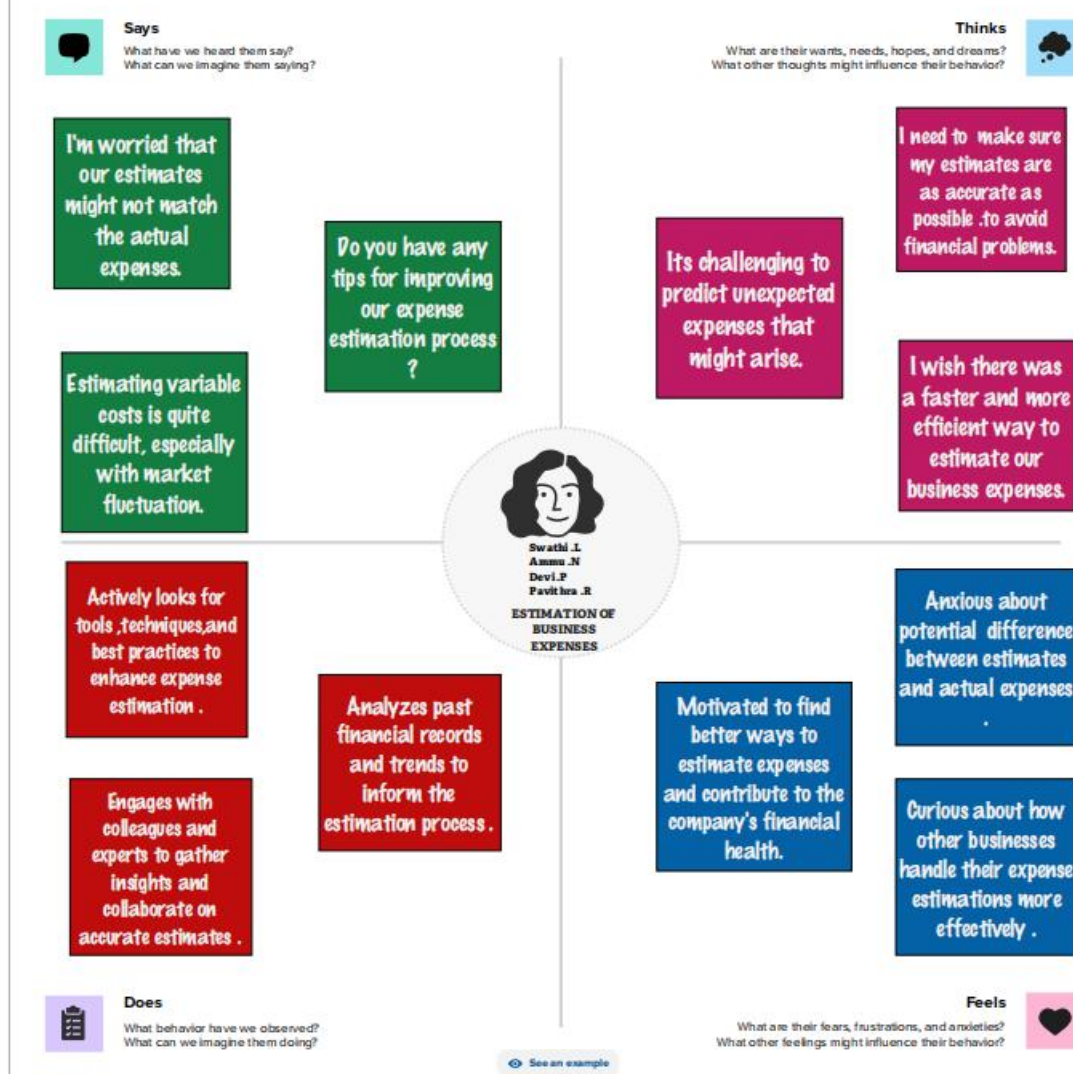 Says
What have we heard them say?
What can we imagine them saying?
Thinks
What are their wants, needs, hopes, and dreams?
What other thoughts might influence their behavior?
I'm worried that
our estimates
might not match
the actual
expenses.
Do you have any
tips for improving
our expense
estimation process
?
Estimating variable
costs is quite
difficult, especially
with market
fluctuation.
Its challenging to
predict unexpected
expenses that
might arise.
I need to make sure
my estimates are
as accurate as
possible .to avoid
financial problems.
I wish there was
a faster and more
efficient way to
estimate our
business expenses.
Swathi .L
Ammu .N
Devi .P
Pavithra .R
ESTIMATION OF
BUSINESS
EXPENSES
Actively looks for
tools ,techniques,and
best practices to
enhance expense
estimation .
Analyzes past
financial records
and trends to
inform the
estimation process .
Engages with
colleagues and
experts to gather
insights and
collaborate on
accurate estimates .
Motivated to find
better ways to
estimate expenses
and contribute to the
company's financial
health.
Anxious about
potential difference
between estimates
and actual expenses
.
Curious about how
other businesses
handle their expense
estimations more
effectively .
Does
What behavior have we observed?
What can we imagine them doing?
Feels
What are their fears, frustrations, and anxieties?
What other feelings might influence their behavior?
See an example